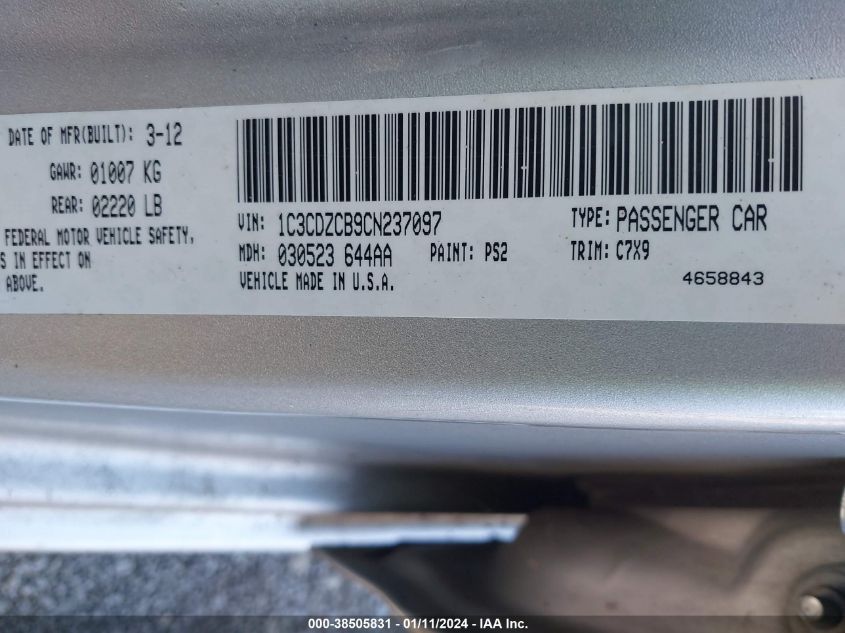 DATE OF MFR(BUILT): 3-12
GAWR: 01007 KG
REAR: 02220 LB
FEDERAL MOTOR VEHICLE SAFETY,
S IN EFFECT ON
ABOVE.
VIN: 1C3CDZCB9CN237097
TYPE: PASSENGER CAR
MDH: 030523 644AA
PAINT: PS2
TRIM: C7X9
VEHICLE MADE IN U.S.A.
4658843
000-38505831 - 01/11/2024 - IAA Inc.